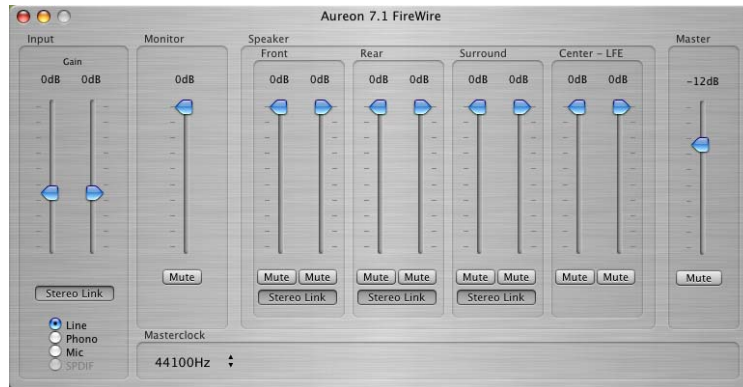 Aureon 7.1 FireWire
Input
Monitor
Speaker
Master
Front
Rear
Surround
Center - LFE
Gain
0dB 0dB
0dB
0dB 0dB
0dB 0dB
0dB 0dB
0dB 0dB
-12dB
Mute
Mute Mute
Mute Mute
Mute Mute
Mute Mute
Mute
Stereo Link
Stereo Link
Stereo Link
Stereo Link
Line
Phono
Mic
SPDIF
Masterclock
44100Hz